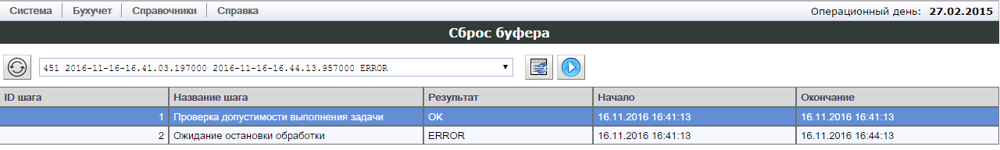 Система Бухучет Справочники Справка Операционный день: 27.02.2015
Сброс буфера
451 2016-11-16-16.41.03.197000 2016-11-16-16.44.13.957000 ERROR
ID шага Название шага Результат Начало Окончание
1 Проверка допустимости выполнения задачи OK 16.11.2016 16:41:13 16.11.2016 16:41:13
2 Ожидание остановки обработки ERROR 16.11.2016 16:41:13 16.11.2016 16:44:13